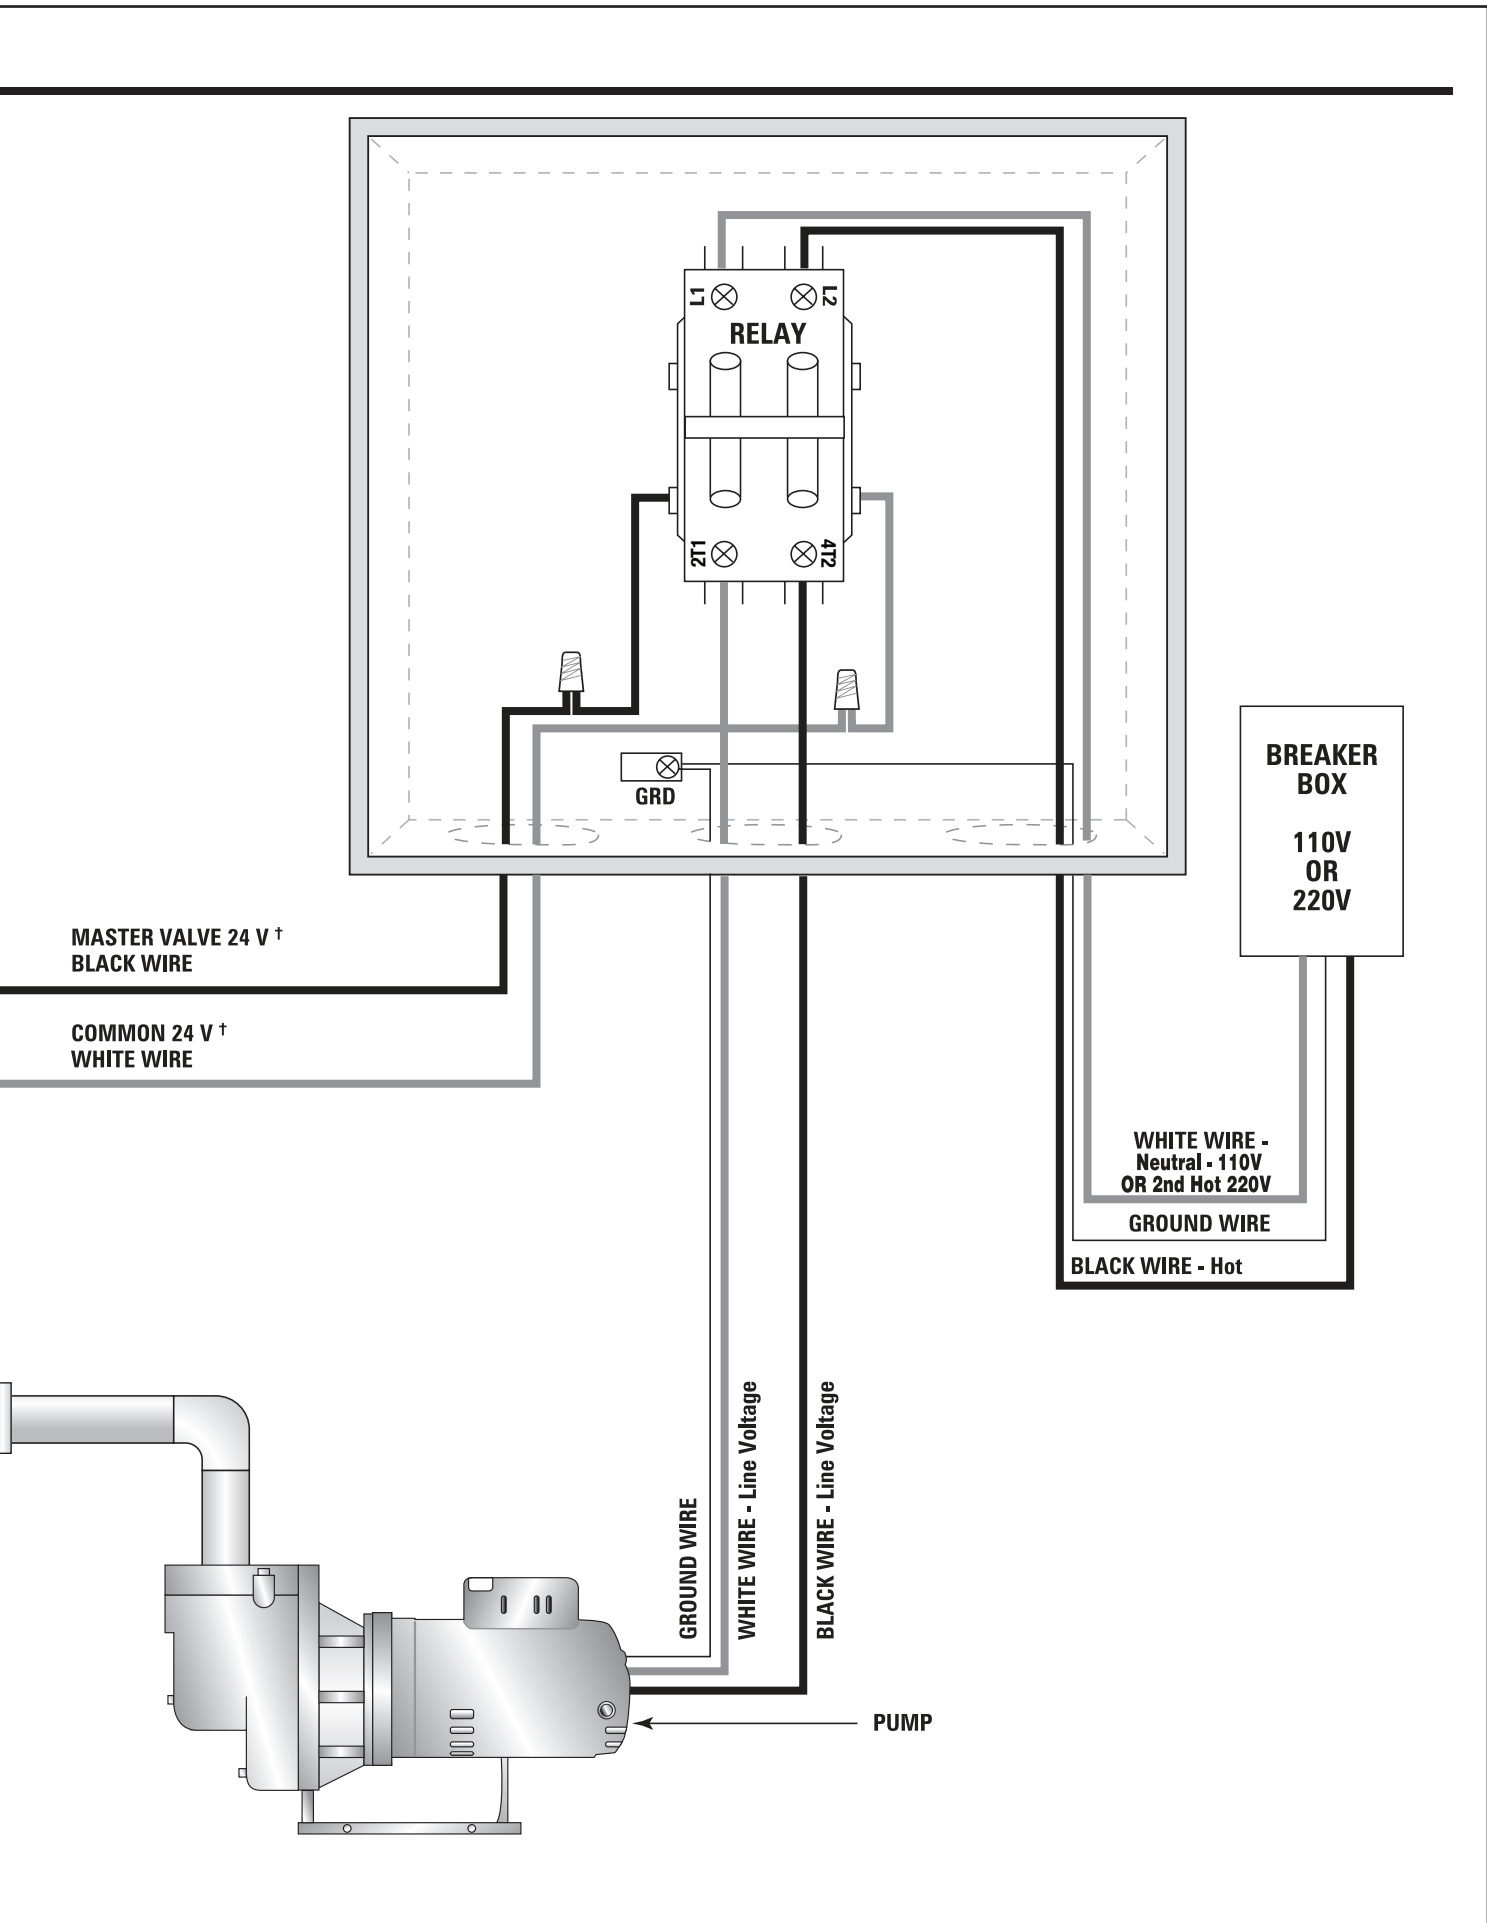 L1
L2
RELAY
2T1
4T2
GRD
BREAKER
BOX
110V
OR
220V
MASTER VALVE 24 V †
BLACK WIRE
COMMON 24 V †
WHITE WIRE
WHITE WIRE -
Neutral - 110V
OR 2nd Hot 220V
GROUND WIRE
BLACK WIRE - Hot
GROUND WIRE
WHITE WIRE - Line Voltage
BLACK WIRE - Line Voltage
PUMP